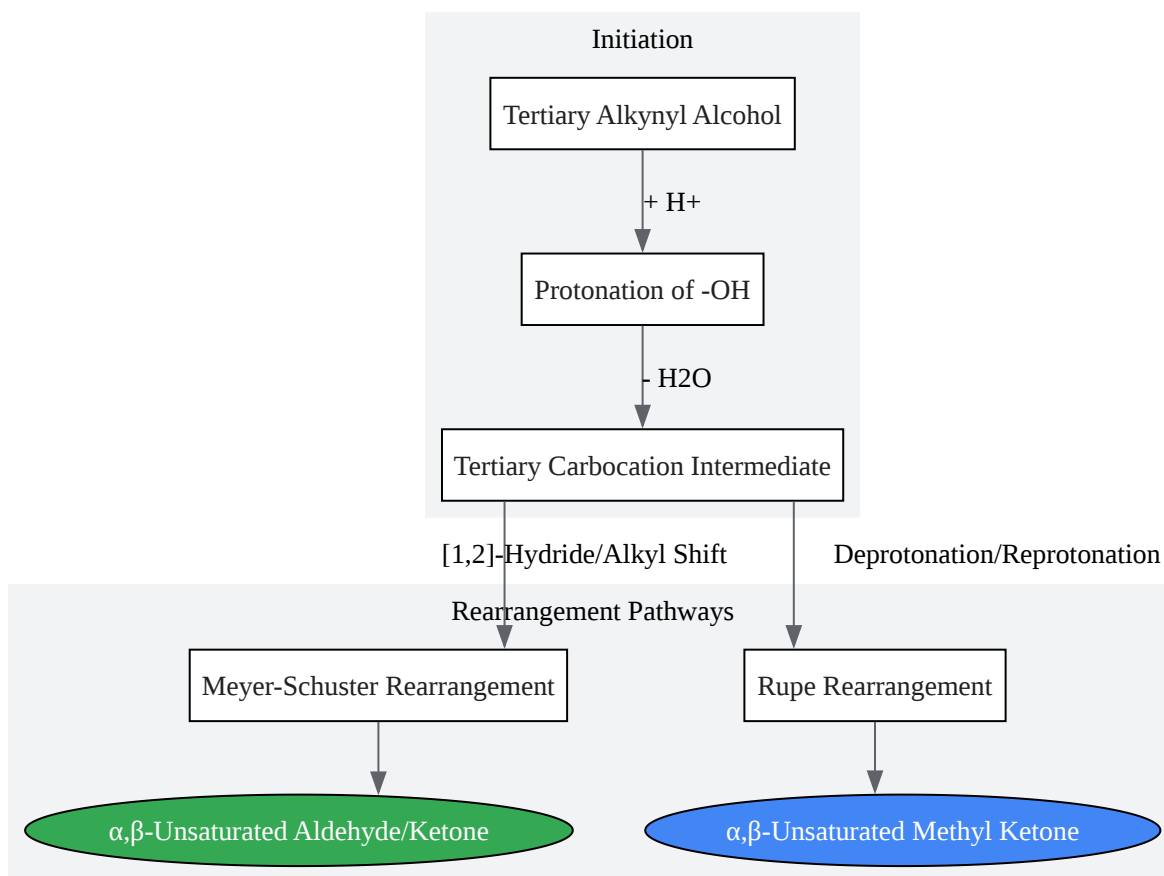 Initiation
Tertiary Alkynyl Alcohol
+ H+
Protonation of -OH
- H2O
Tertiary Carbocation Intermediate
[1,2]-Hydride/Alkyl Shift
Deprotonation/Reprotonation
Rearrangement Pathways
Meyer-Schuster Rearrangement
Rupe Rearrangement
α,β-Unsaturated Aldehyde/Ketone
α,β-Unsaturated Methyl Ketone